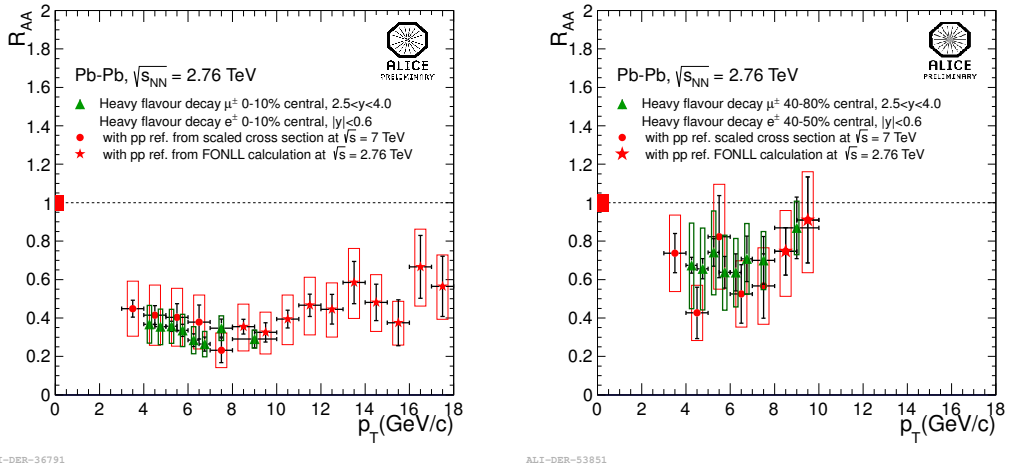 R_AA
2
1.8
1.6
1.4
1.2
1
0.8
0.6
0.4
0.2
0
ALICE
PRELIMINARY
Pb-Pb, √s_NN = 2.76 TeV
Heavy flavour decay μ± 0-10% central, 2.5<y<4.0
Heavy flavour decay e± 0-10% central, |y|<0.6
with pp ref. from scaled cross section at √s = 7 TeV
with pp ref. from FONLL calculation at √s = 2.76 TeV
0 2 4 6 8 10 12 14 16 18
p_T(GeV/c)
I-DER-36791
R_AA
2
1.8
1.6
1.4
1.2
1
0.8
0.6
0.4
0.2
0
ALICE
PRELIMINARY
Pb-Pb, √s_NN = 2.76 TeV
Heavy flavour decay μ± 40-80% central, 2.5<y<4.0
Heavy flavour decay e± 40-50% central, |y|<0.6
with pp ref. scaled cross section at √s = 7 TeV
with pp ref. FONLL calculation at √s = 2.76 TeV
0 2 4 6 8 10 12 14 16 18
p_T(GeV/c)
ALI-DER-53851